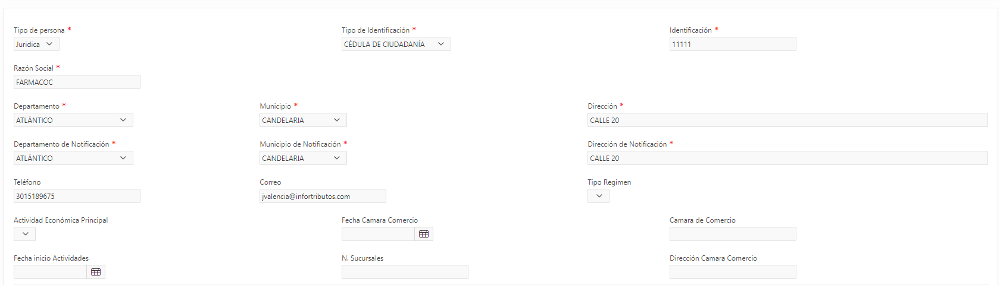 Tipo de persona *
Tipo de Identificación *
Identificación *
Juridica
CÉDULA DE CIUDADANÍA
11111
Razón Social *
FARMACOC
Departamento *
Municipio *
Dirección *
ATLÁNTICO
CANDELARIA
CALLE 20
Departamento de Notificación *
Municipio de Notificación *
Dirección de Notificación *
ATLÁNTICO
CANDELARIA
CALLE 20
Teléfono
Correo
Tipo Regimen
3015189675
jvalencia@infortributos.com
Actividad Económica Principal
Fecha Camara Comercio
Camara de Comercio
Fecha inicio Actividades
N. Sucursales
Dirección Camara Comercio